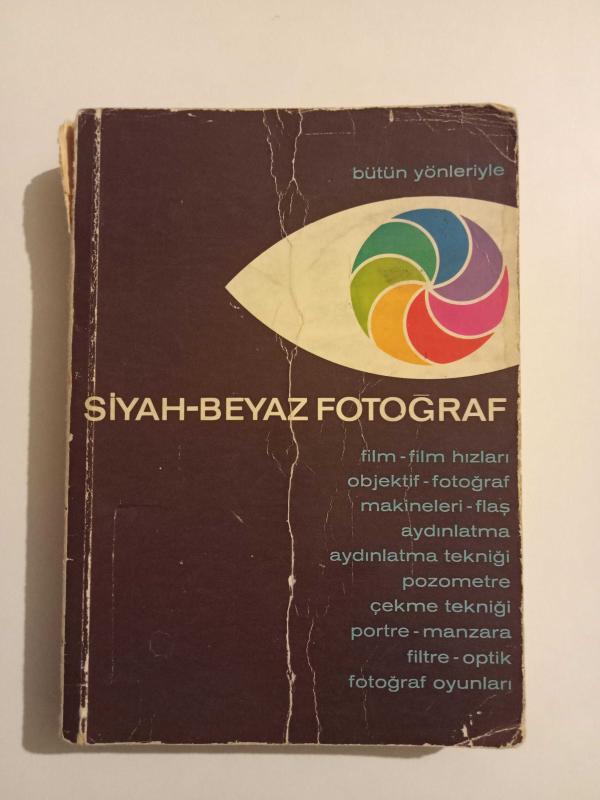 bütün yönleriyle
SİYAH-BEYAZ FOTOĞRAF
film-film hızları
objektif-fotoğraf
makineleri-flaş
aydınlatma
aydınlatma tekniği
pozometre
çekme tekniği
portre-manzara
filtre-optik
fotoğraf oyunları